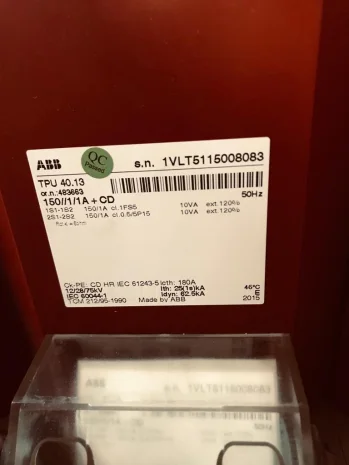 ABB
QC
Passed
s.n. 1VLT5115008083
TPU 40.13
or.n.:483663
150//1/1A+CD
50Hz
1S1-1S2 150/1A cl.1FS5 10VA ext.120%
2S1-2S2 150/1A cl.0.5/5P15 10VA ext.120%
Ck-PE: CD HR IEC 61243-5 Icth: 180A
12/28/75kV Ith: 25(1s)kA 40°C
IEC 60044-1 Idyn: 62.5kA E
TCM 212/95-1990 Made by ABB 2015